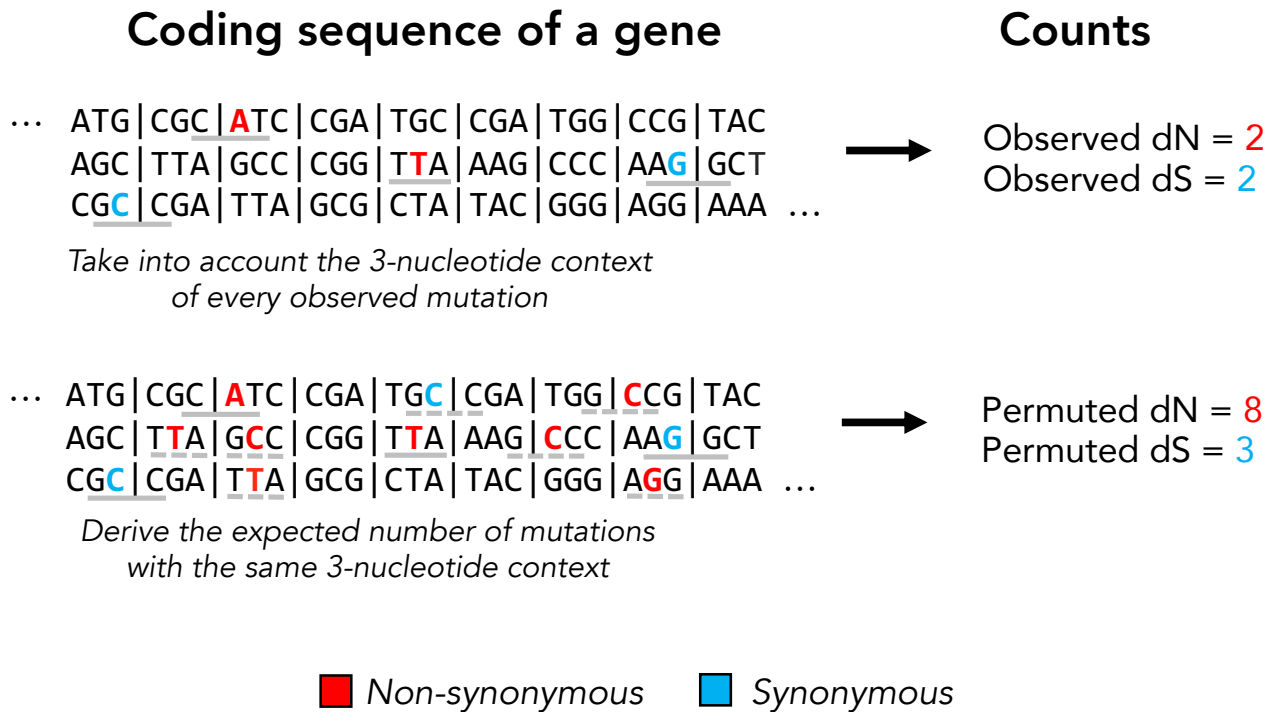 Coding sequence of a gene
Counts
... ATG|CGC|ATC|CGA|TGC|CGA|TGG|CCG|TAC
AGC|TTA|GCC|CGG|TTA|AAG|CCC|AAG|GCT
CGC|CGA|TTA|GCG|CTA|TAC|GGG|AGG|AAA ...
Observed dN = 2
Observed dS = 2
Take into account the 3-nucleotide context
of every observed mutation
... ATG|CGC|ATC|CGA|TGC|CGA|TGG|CCG|TAC
AGC|TTA|GCC|CGG|TTA|AAG|CCC|AAG|GCT
CGC|CGA|TTA|GCG|CTA|TAC|GGG|AGG|AAA ...
Permuted dN = 8
Permuted dS = 3
Derive the expected number of mutations
with the same 3-nucleotide context
Non-synonymous
Synonymous